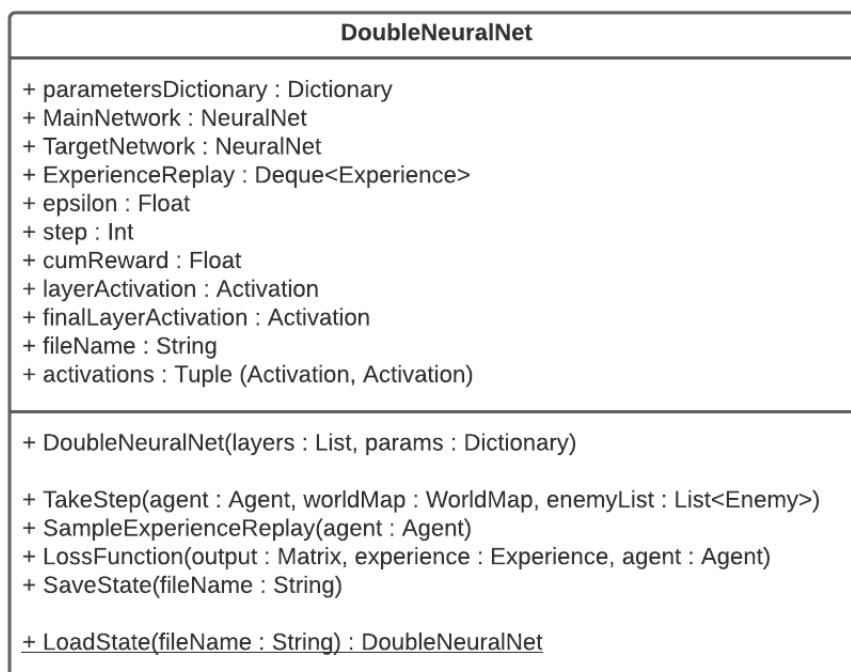 DoubleNeuralNet
+ parametersDictionary : Dictionary
+ MainNetwork : NeuralNet
+ TargetNetwork : NeuralNet
+ ExperienceReplay : Deque<Experience>
+ epsilon : Float
+ step : Int
+ cumReward : Float
+ layerActivation : Activation
+ finalLayerActivation : Activation
+ fileName : String
+ activations : Tuple (Activation, Activation)
+ DoubleNeuralNet(layers : List, params : Dictionary)
+ TakeStep(agent : Agent, worldMap : WorldMap, enemyList : List<Enemy>)
+ SampleExperienceReplay(agent : Agent)
+ LossFunction(output : Matrix, experience : Experience, agent : Agent)
+ SaveState(fileName : String)
+ LoadState(fileName : String) : DoubleNeuralNet